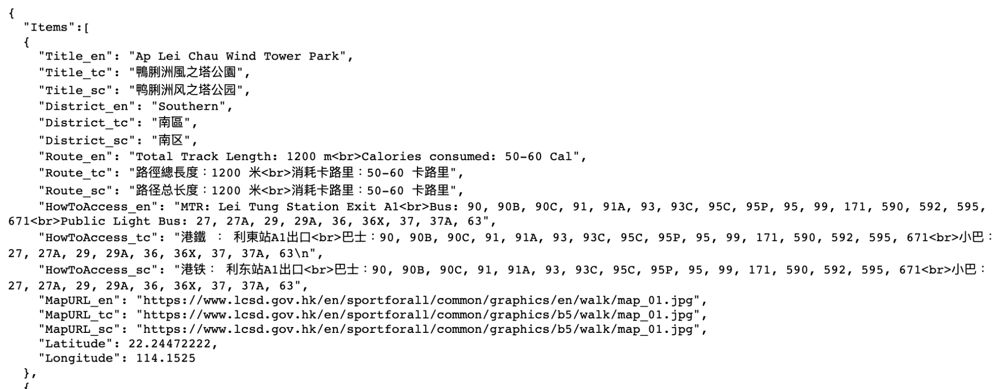 {
"Items":[
{
"Title_en": "Ap Lei Chau Wind Tower Park",
"Title_tc": "鴨脷洲風之塔公園",
"Title_sc": "鸭脷洲风之塔公园",
"District_en": "Southern",
"District_tc": "南區",
"District_sc": "南区",
"Route_en": "Total Track Length: 1200 m<br>Calories consumed: 50-60 Cal",
"Route_tc": "路徑總長度：1200 米<br>消耗卡路里：50-60 卡路里",
"Route_sc": "路径总长度：1200 米<br>消耗卡路里：50-60 卡路里",
"HowToAccess_en": "MTR: Lei Tung Station Exit A1<br>Bus: 90, 90B, 90C, 91, 91A, 93, 93C, 95C, 95P, 95, 99, 171, 590, 592, 595,
671<br>Public Light Bus: 27, 27A, 29, 29A, 36, 36X, 37, 37A, 63",
"HowToAccess_tc": "港鐵 ： 利東站A1出口<br>巴士：90, 90B, 90C, 91, 91A, 93, 93C, 95C, 95P, 95, 99, 171, 590, 592, 595, 671<br>小巴：
27, 27A, 29, 29A, 36, 36X, 37, 37A, 63\n",
"HowToAccess_sc": "港铁： 利东站A1出口<br>巴士：90, 90B, 90C, 91, 91A, 93, 93C, 95C, 95P, 95, 99, 171, 590, 592, 595, 671<br>小巴：
27, 27A, 29, 29A, 36, 36X, 37, 37A, 63",
"MapURL_en": "https://www.lcsd.gov.hk/en/sportforall/common/graphics/en/walk/map_01.jpg",
"MapURL_tc": "https://www.lcsd.gov.hk/en/sportforall/common/graphics/b5/walk/map_01.jpg",
"MapURL_sc": "https://www.lcsd.gov.hk/en/sportforall/common/graphics/b5/walk/map_01.jpg",
"Latitude": 22.24472222,
"Longitude": 114.1525
},
{